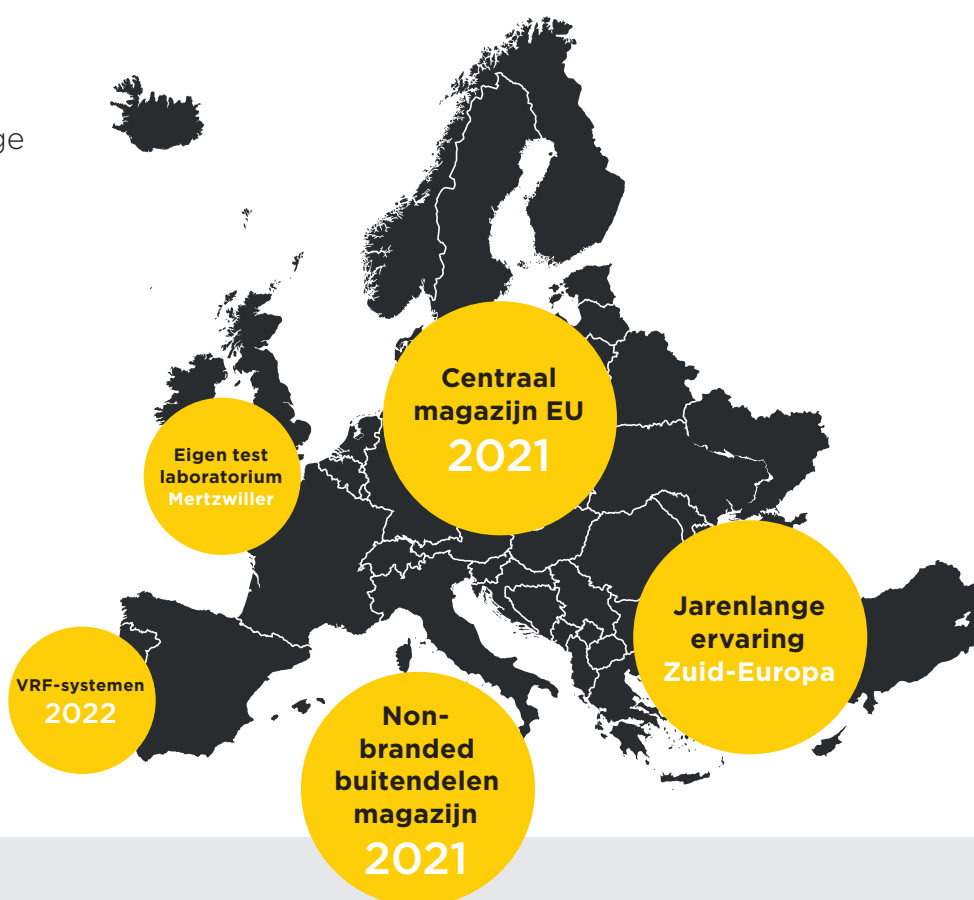 ge
Centraal
magazijn EU
2021
Eigen test
laboratorium
Mertzwiller
Jarenlange
ervaring
Zuid-Europa
VRF-systemen
2022
Non-
branded
buitendelen
magazijn
2021